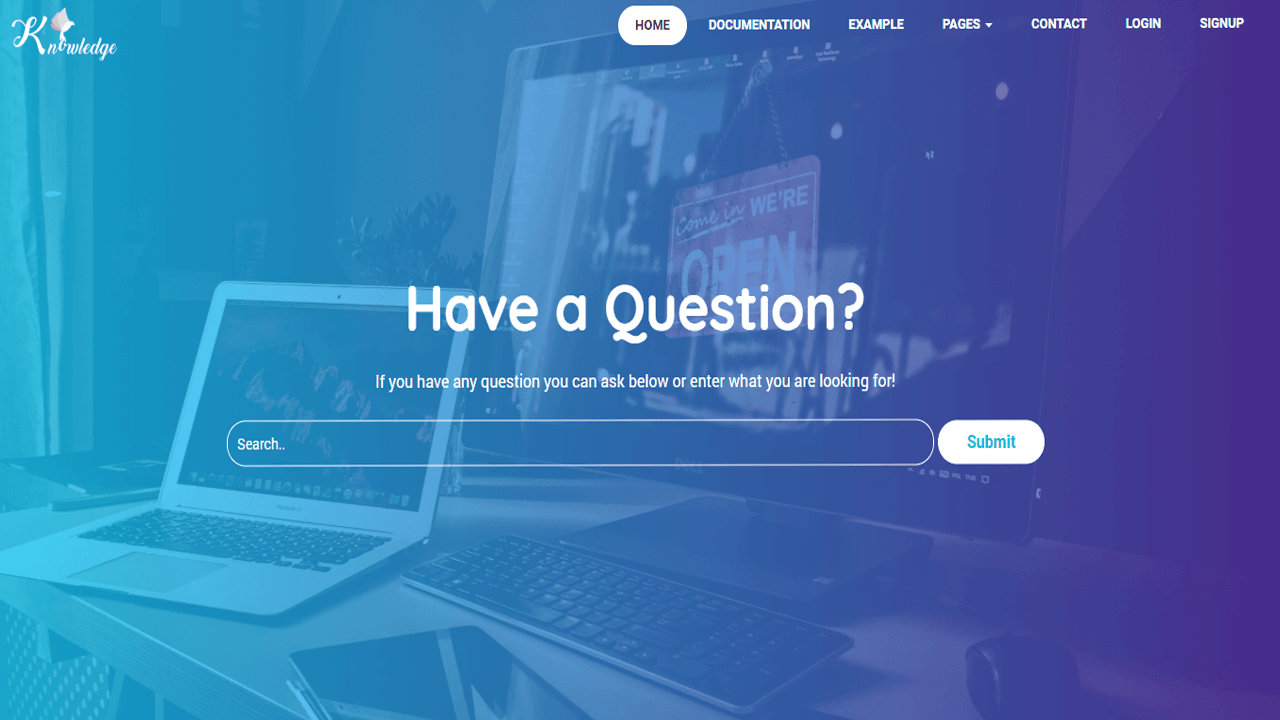 Knowledge
HOME DOCUMENTATION EXAMPLE PAGES CONTACT LOGIN SIGNUP
Come in WE'RE
OPEN
Have a Question?
If you have any question you can ask below or enter what you are looking for!
Search..
Submit
DELL